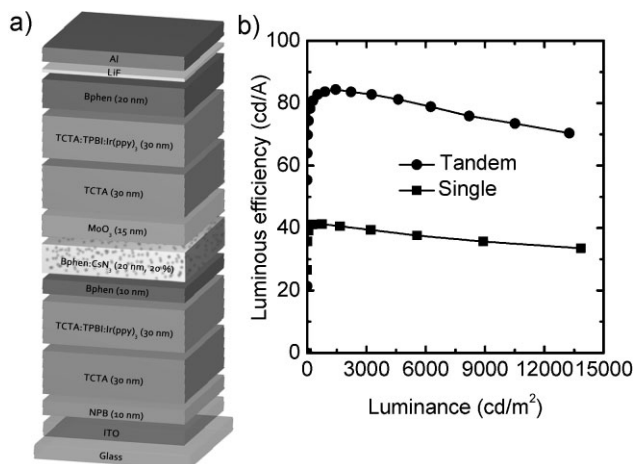 a)
Al
LiF
Bphen (20 nm)
TCTA:TPBI:Ir(ppy)₃ (30 nm)
TCTA (30 nm)
MoO₃ (15 nm)
Bphen:CsN₃ (20 nm, 20 %)
Bphen (10 nm)
TCTA:TPBI:Ir(ppy)₃ (30 nm)
TCTA (30 nm)
NPB (10 nm)
ITO
Glass
b)
100
80
60
40
20
0
Luminous efficiency (cd/A)
Tandem
Single
0 3000 6000 9000 12000 15000
Luminance (cd/m²)